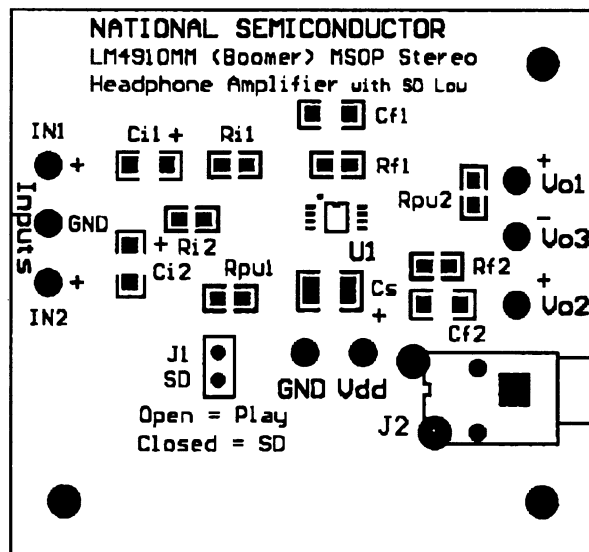 NATIONAL SEMICONDUCTOR
LM4910MM (Boomer) MSOP Stereo
Headphone Amplifier with SD Low
Cf1
IN1
Ci1 +
Ri1
+
Rf1
+
Vo1
Rpu2
Inputs
GND
Ri2
U1
-
Vo3
+
Ci2
Rpu1
Rf2
+
Cs
+
Vo2
+
IN2
Cf2
J1
SD
GND Vdd
Open = Play
Closed = SD
J2